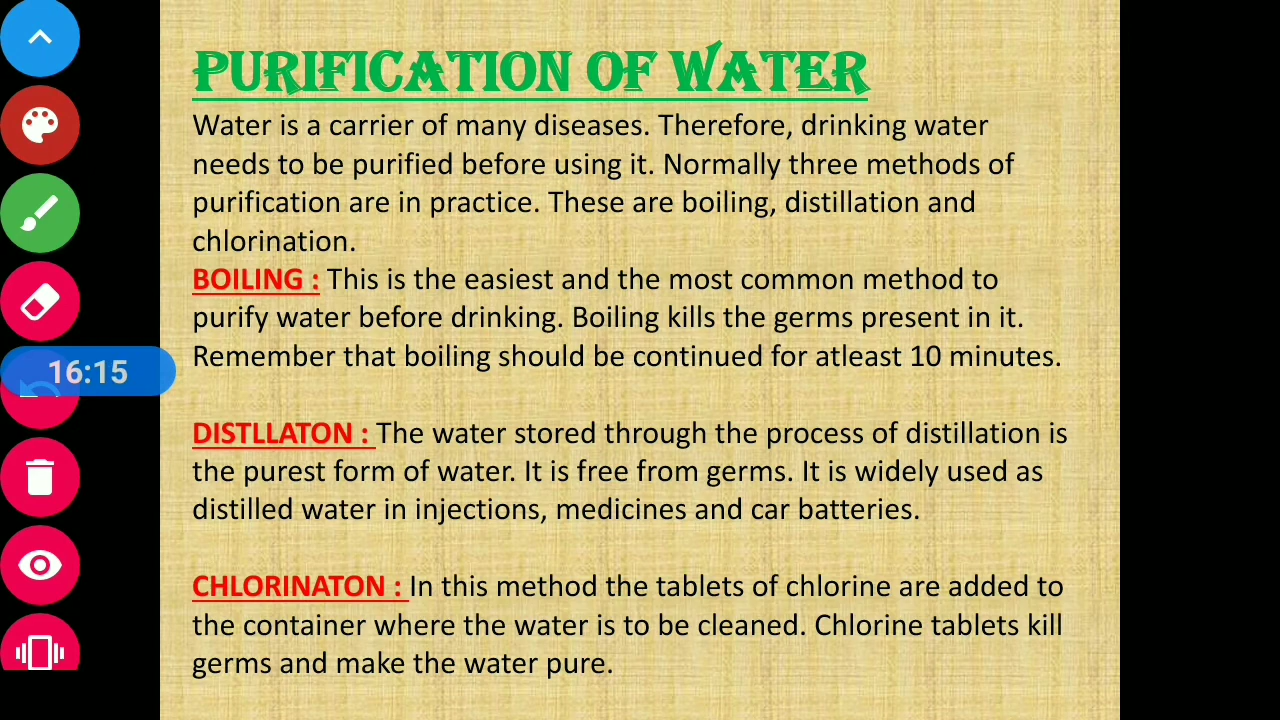 PURIFICATION OF WATER
Water is a carrier of many diseases. Therefore, drinking water
needs to be purified before using it. Normally three methods of
purification are in practice. These are boiling, distillation and
chlorination.
BOILING : This is the easiest and the most common method to
purify water before drinking. Boiling kills the germs present in it.
Remember that boiling should be continued for atleast 10 minutes.
16:15
DISTLLATON : The water stored through the process of distillation is
the purest form of water. It is free from germs. It is widely used as
distilled water in injections, medicines and car batteries.
CHLORINATON : In this method the tablets of chlorine are added to
the container where the water is to be cleaned. Chlorine tablets kill
germs and make the water pure.